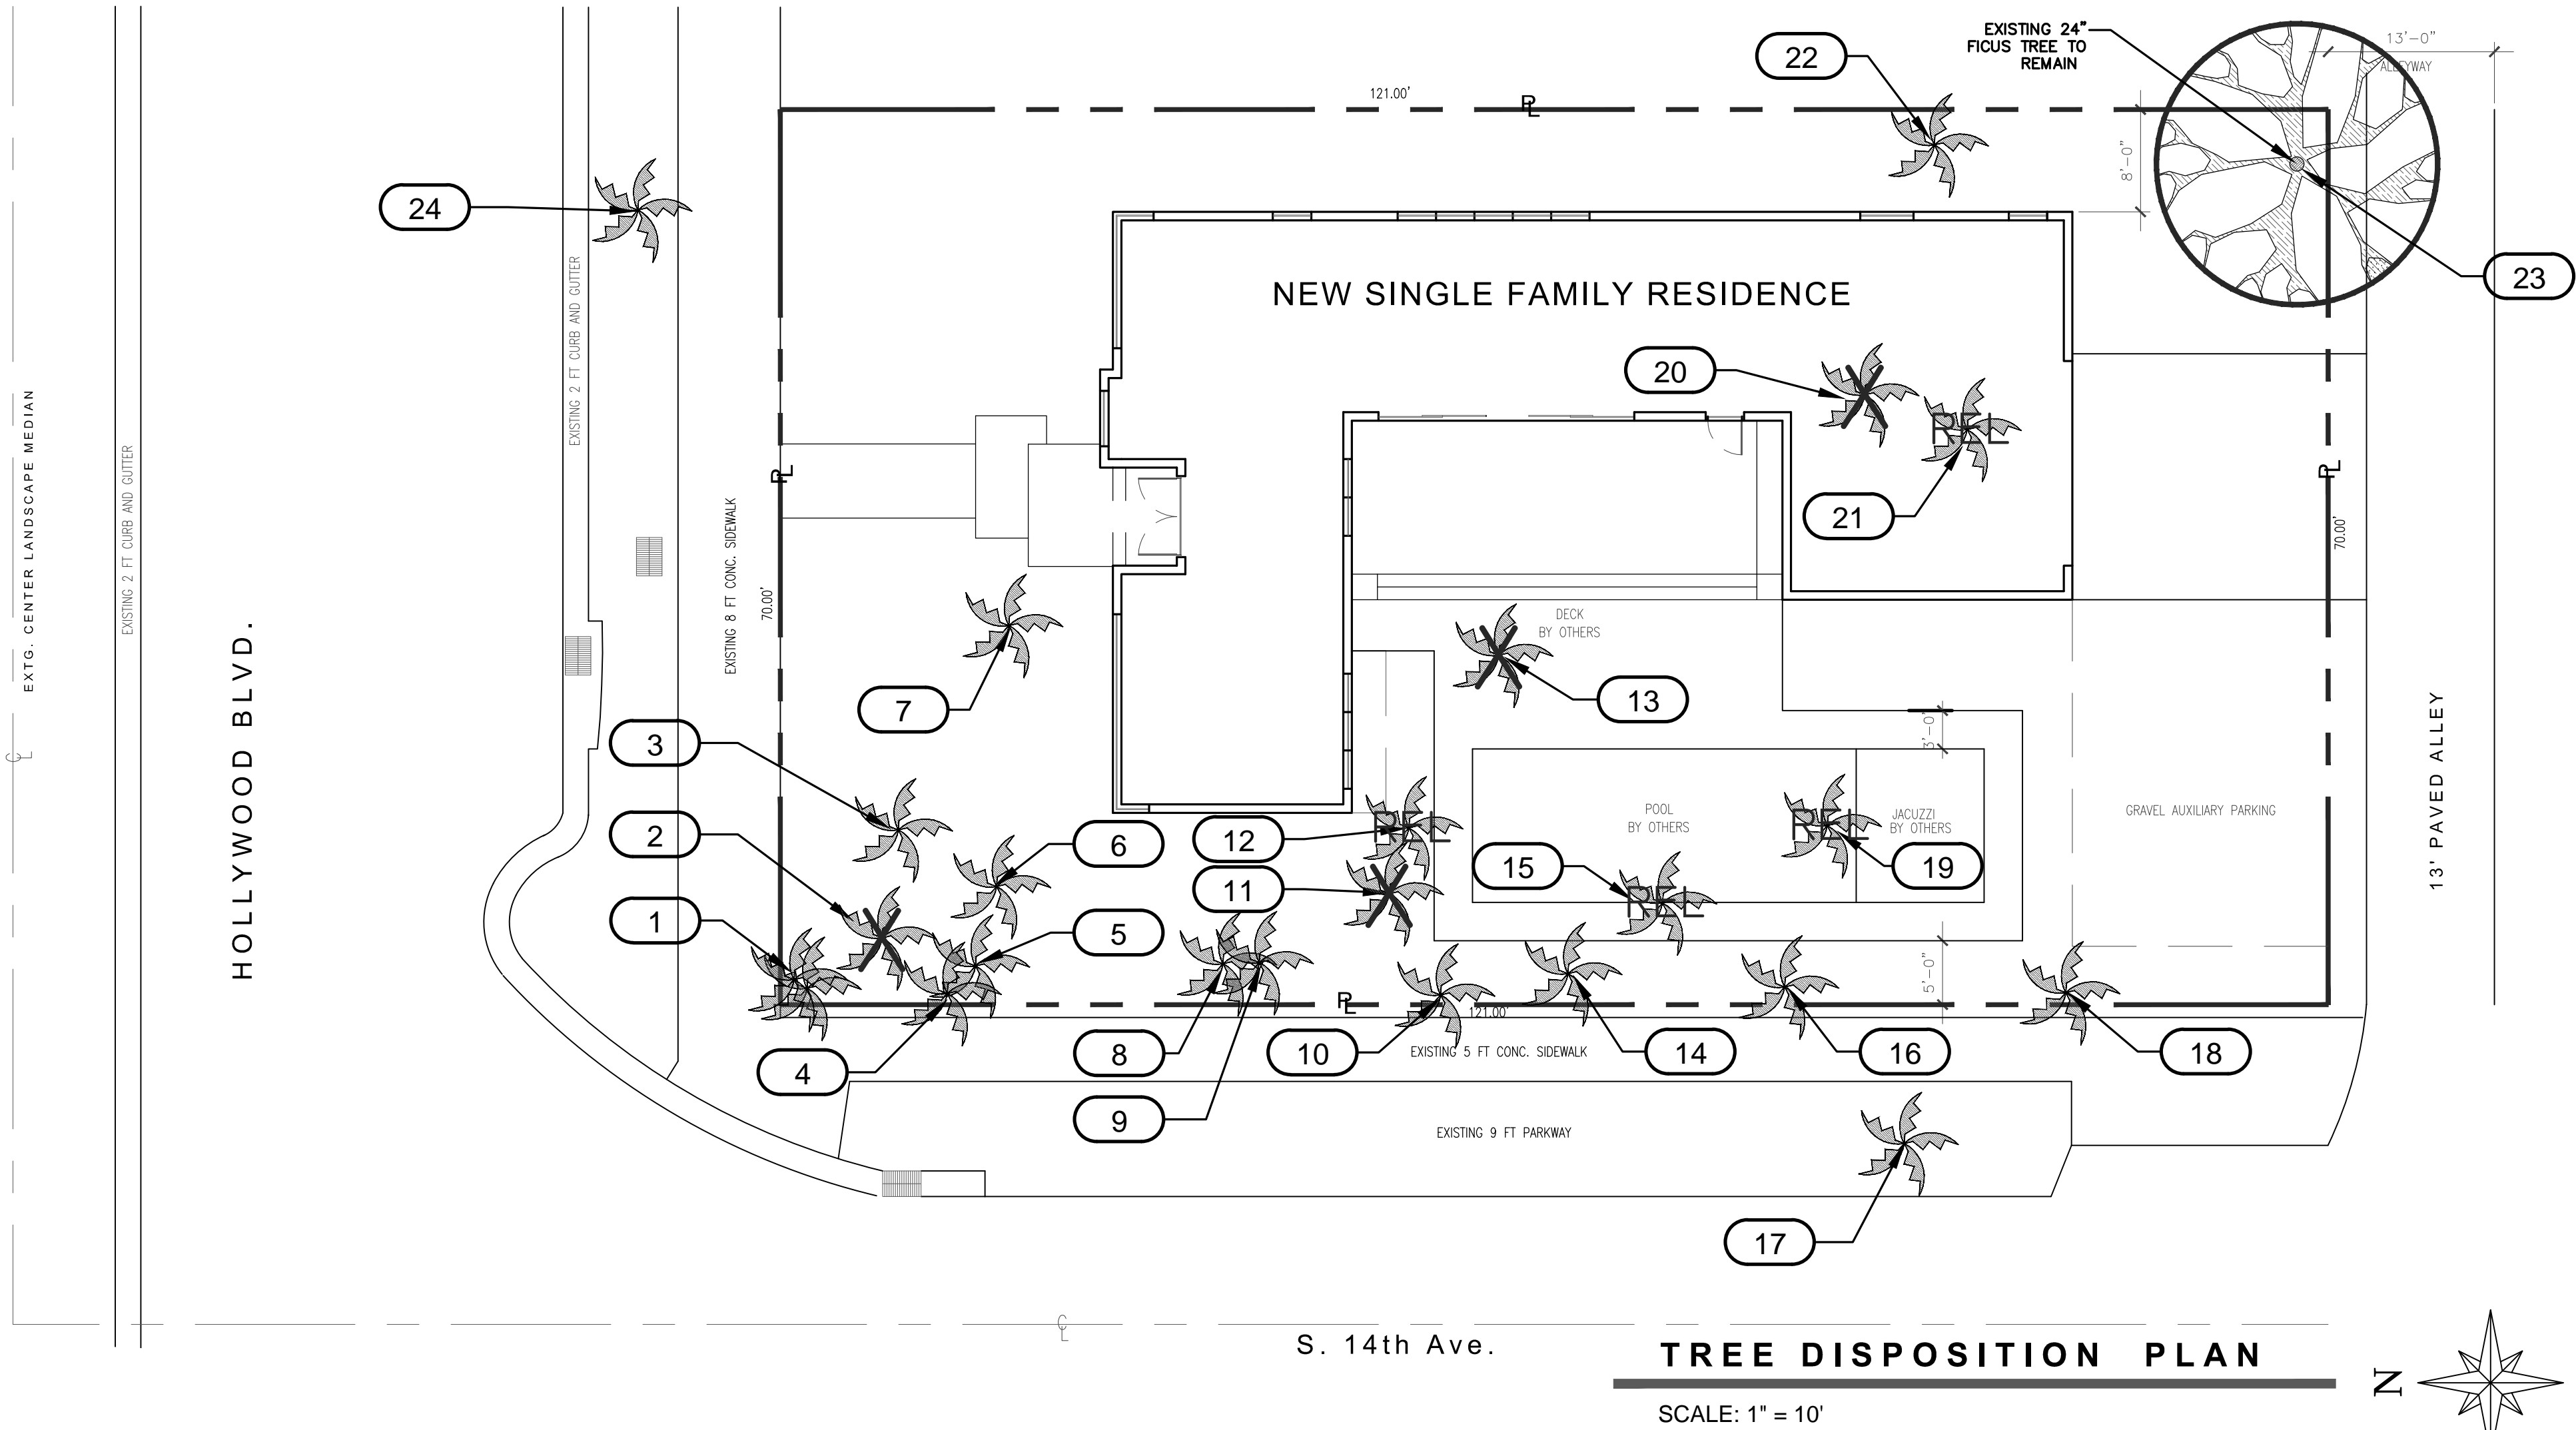 EXISTING 24"
FICUS TREE TO
REMAIN
13'-0"
ALLEYWAY
22
121.00'
PL
8'-0"
24
23
NEW SINGLE FAMILY RESIDENCE
EXISTING 2 FT CURB AND GUTTER
20
REL
21
EXTG. CENTER LANDSCAPE MEDIAN
EXISTING 2 FT CURB AND GUTTER
PL
PL
EXISTING 8 FT CONC. SIDEWALK
70.00'
70.00'
HOLLYWOOD BLVD.
DECK
BY OTHERS
7
13
3
CL
3'-0"
13' PAVED ALLEY
2
6
12
REL
POOL
BY OTHERS
REL
JACUZZI
BY OTHERS
GRAVEL AUXILIARY PARKING
15
19
11
REL
1
5
5'-0"
PL
121.00'
4
8
10
EXISTING 5 FT CONC. SIDEWALK
14
16
18
9
EXISTING 9 FT PARKWAY
17
CL
S. 14th Ave.
TREE DISPOSITION PLAN
N
SCALE: 1" = 10'